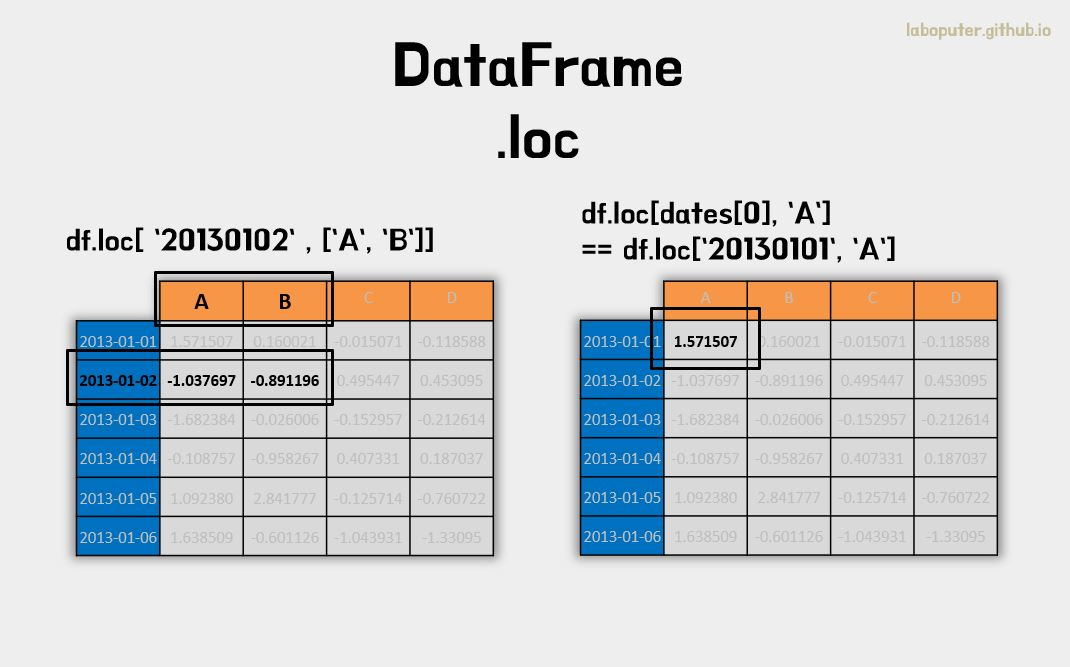 laboputer.github.io
DataFrame
.loc
df.loc[ `20130102` , [`A`, `B`]]
A B C D
2013-01-01 1.571507 0.160021 -0.015071 -0.118588
2013-01-02 -1.037697 -0.891196 0.495447 0.453095
2013-01-03 -1.682384 -0.026006 -0.152957 -0.212614
2013-01-04 -0.108757 -0.958267 0.407331 0.187037
2013-01-05 1.092380 2.841777 -0.125714 -0.760722
2013-01-06 1.638509 -0.601126 -1.043931 -1.33095
df.loc[dates[0], `A`]
== df.loc[`20130101`, `A`]
A B C D
2013-01-01 1.571507 0.160021 -0.015071 -0.118588
2013-01-02 -1.037697 -0.891196 0.495447 0.453095
2013-01-03 -1.682384 -0.026006 -0.152957 -0.212614
2013-01-04 -0.108757 -0.958267 0.407331 0.187037
2013-01-05 1.092380 2.841777 -0.125714 -0.760722
2013-01-06 1.638509 -0.601126 -1.043931 -1.33095